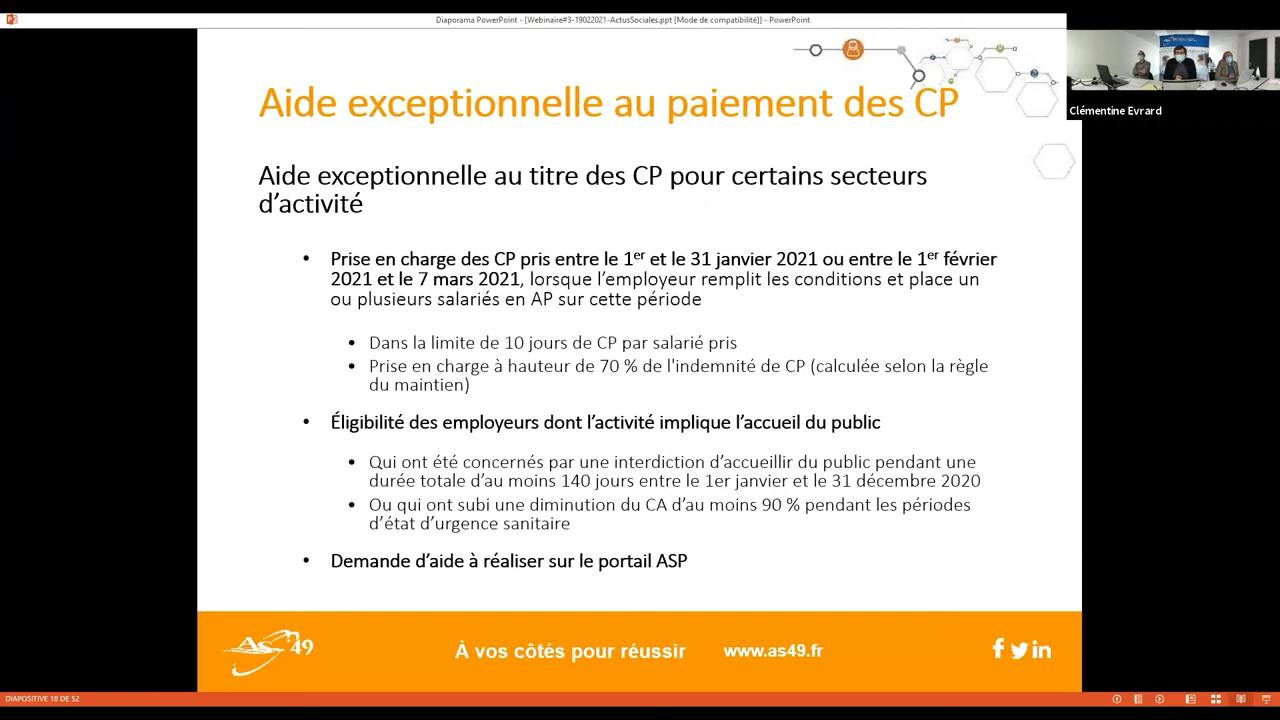 Diaporama PowerPoint - [Webinaire#3-19022021-ActusSociales.ppt [Mode de compatibilité]] - PowerPoint
Clémentine Evrard
Aide exceptionnelle au paiement des CP
Aide exceptionnelle au titre des CP pour certains secteurs
d’activité
• Prise en charge des CP pris entre le 1er et le 31 janvier 2021 ou entre le 1er février
2021 et le 7 mars 2021, lorsque l’employeur remplit les conditions et place un
ou plusieurs salariés en AP sur cette période
• Dans la limite de 10 jours de CP par salarié pris
• Prise en charge à hauteur de 70 % de l'indemnité de CP (calculée selon la règle
du maintien)
• Éligibilité des employeurs dont l’activité implique l’accueil du public
• Qui ont été concernés par une interdiction d’accueillir du public pendant une
durée totale d’au moins 140 jours entre le 1er janvier et le 31 décembre 2020
• Ou qui ont subi une diminution du CA d’au moins 90 % pendant les périodes
d’état d’urgence sanitaire
• Demande d’aide à réaliser sur le portail ASP
As 49
À vos côtés pour réussir
www.as49.fr
DIAPOSITIVE 18 DE 52